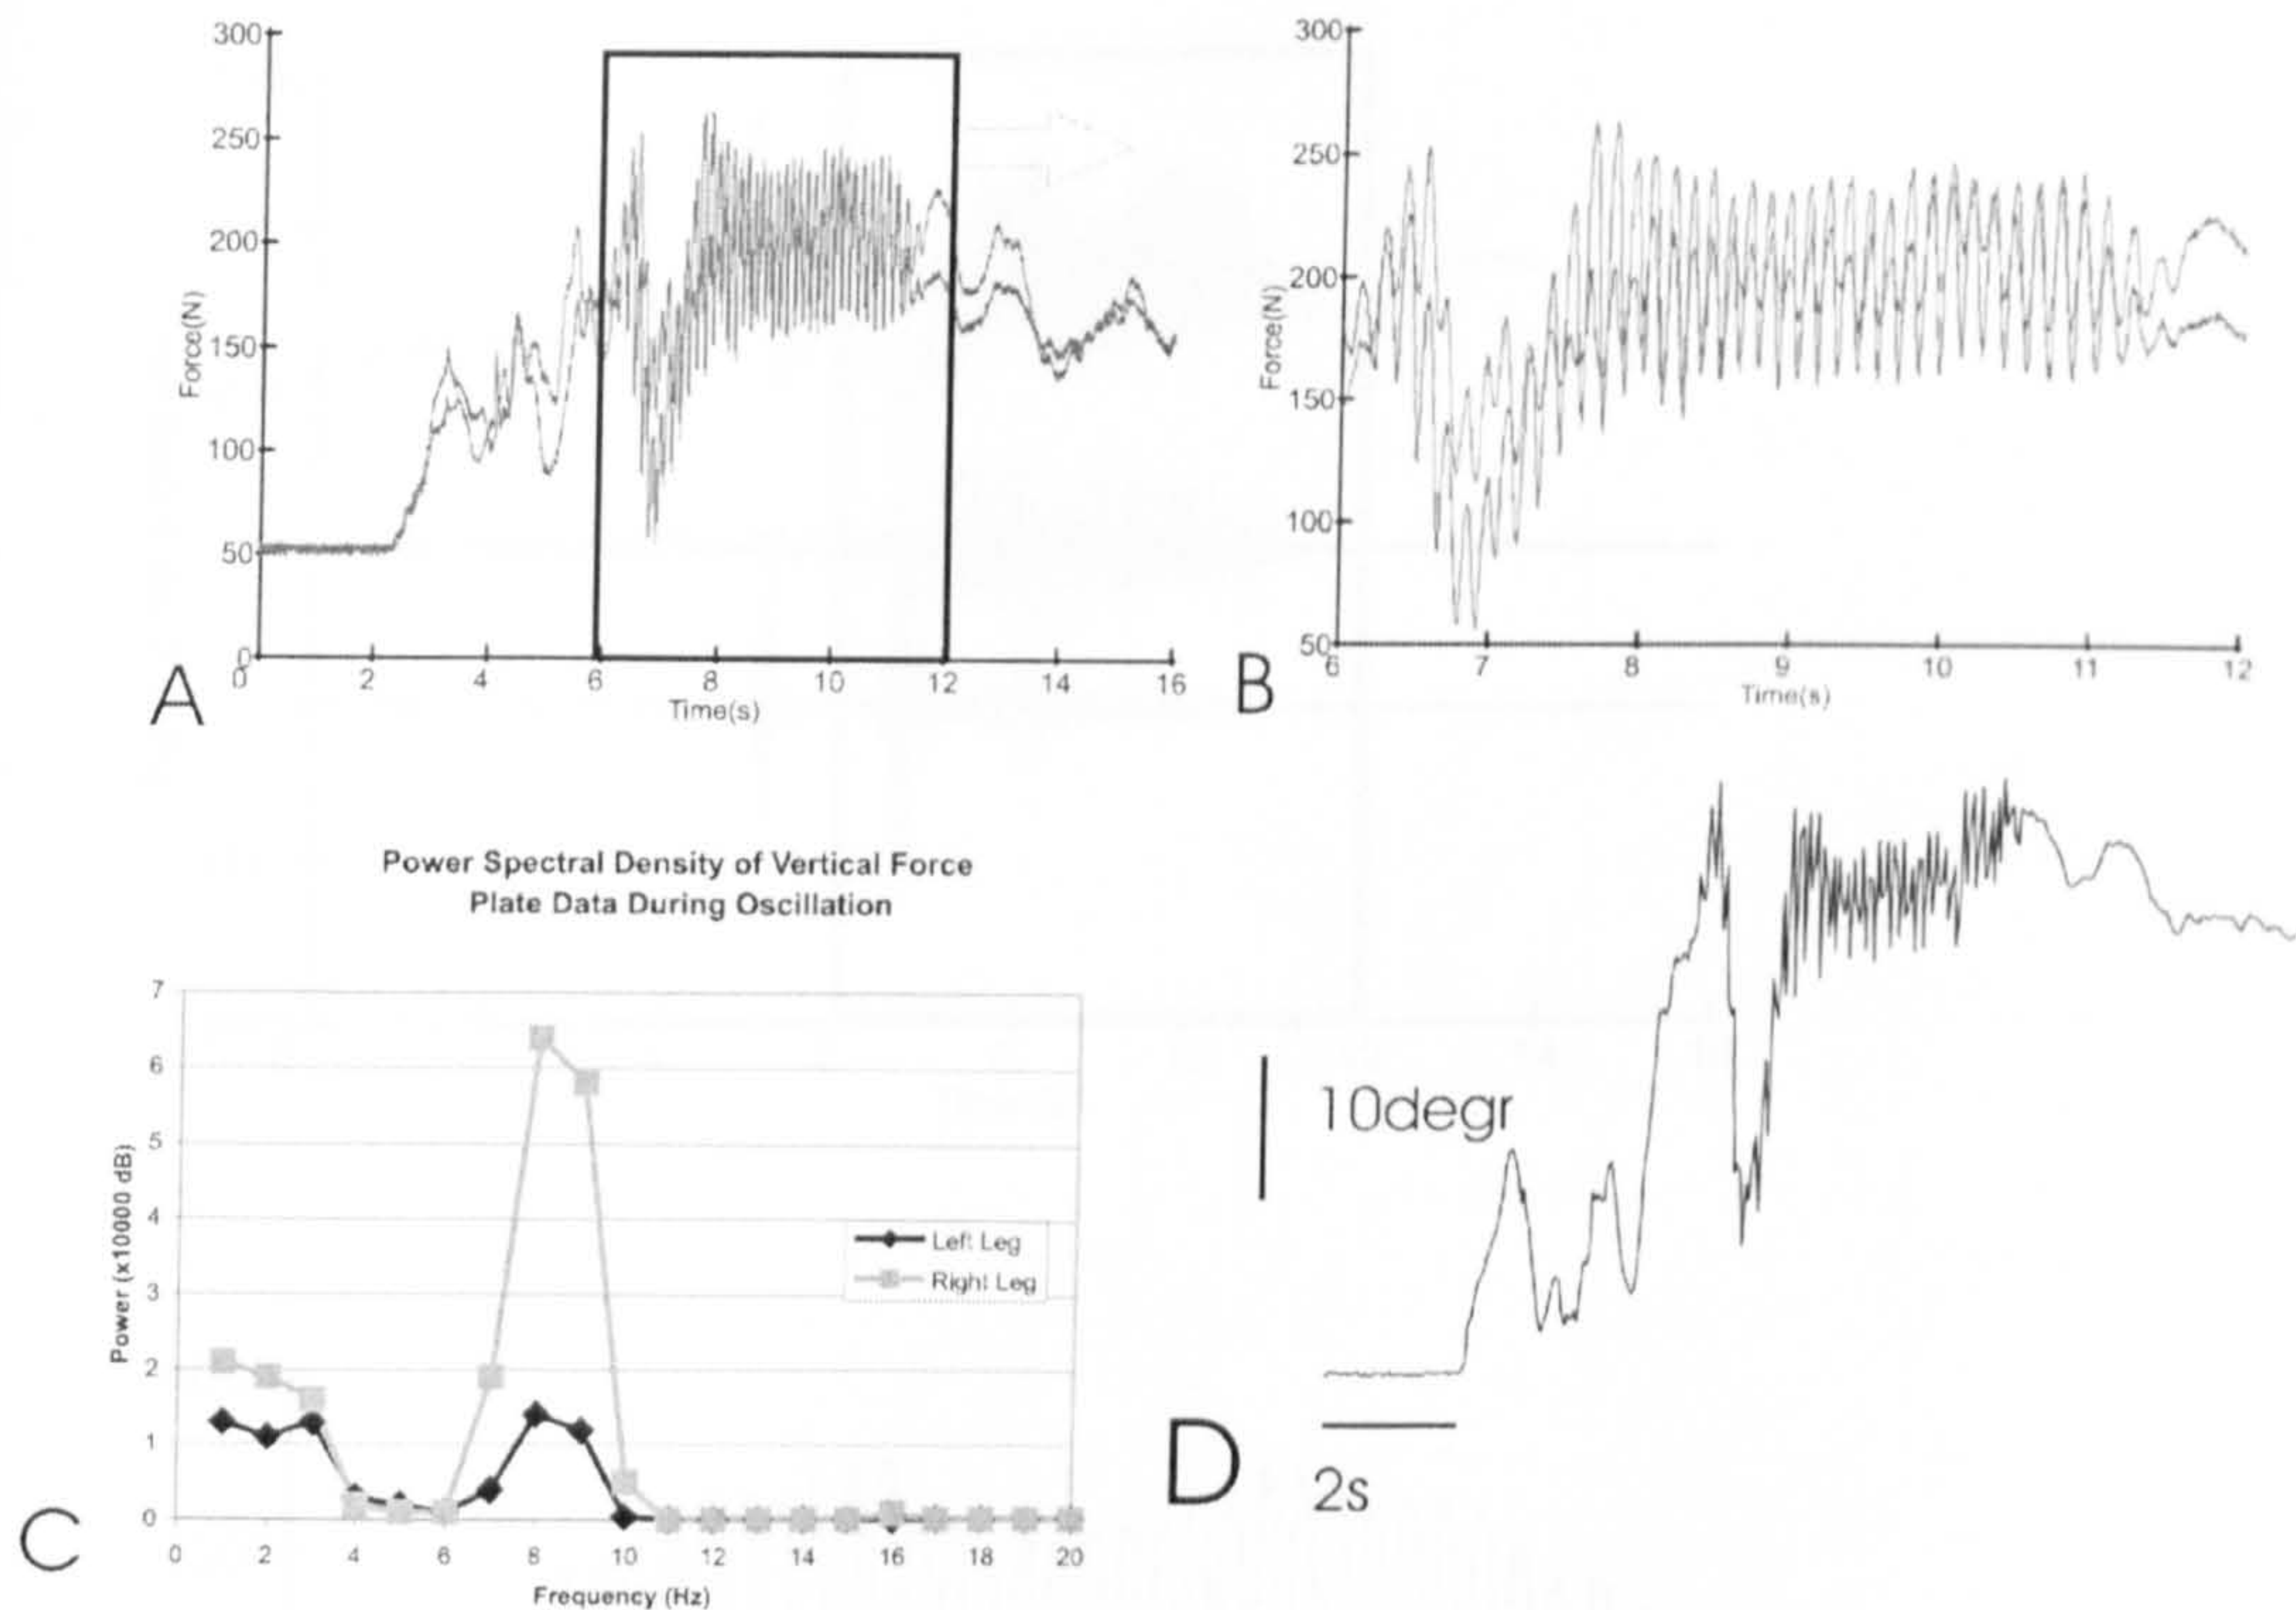 300
250
200
150
100
50
0
Force(N)
0 2 4 6 8 10 12 14 16
Time(s)
A
300
250
200
150
100
50
Force(N)
6 7 8 9 10 11 12
Time(s)
B
Power Spectral Density of Vertical Force
Plate Data During Oscillation
7
6
5
4
3
2
1
0
Power (x10000 dB)
Left Leg
Right Leg
0 2 4 6 8 10 12 14 16 18 20
Frequency (Hz)
C
10degr
D
2s